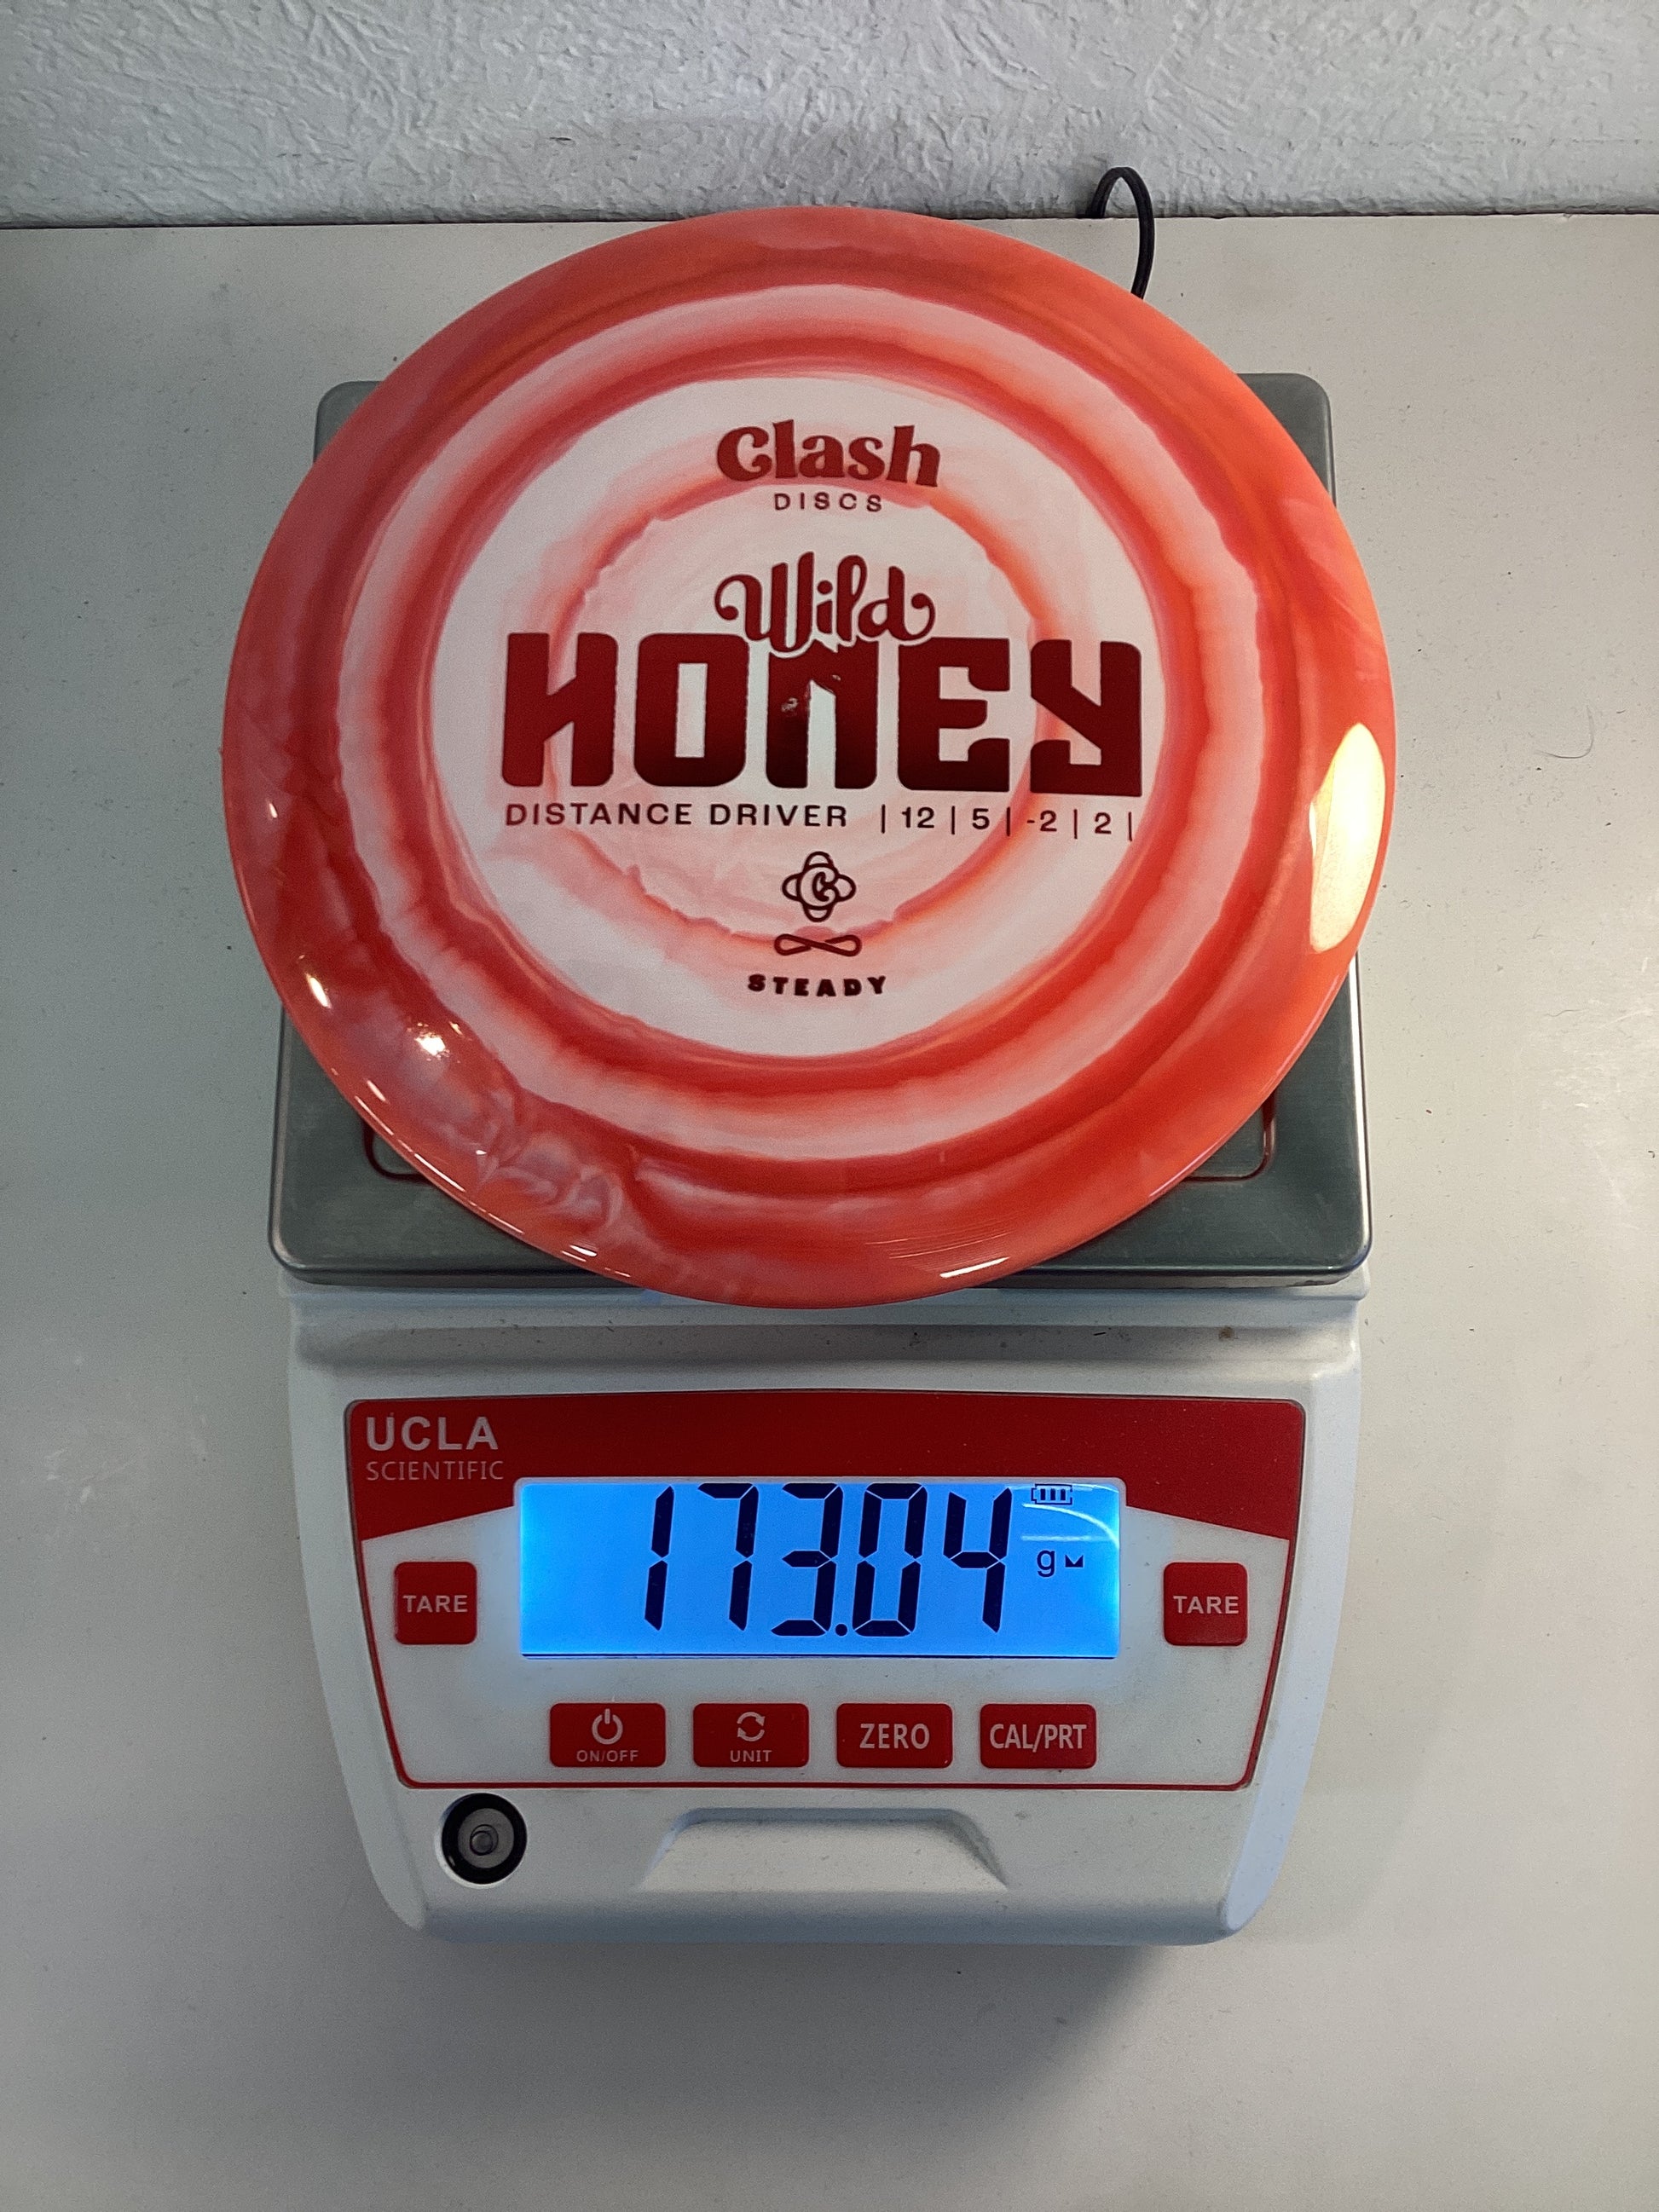 Clash
DISCS
Wild
HONEY
DISTANCE DRIVER | 12 | 5 | -2 | 2 |
C
STEADY
UCLA
SCIENTIFIC
173.04 g
TARE
TARE
ON/OFF
UNIT
ZERO
CAL/PRT